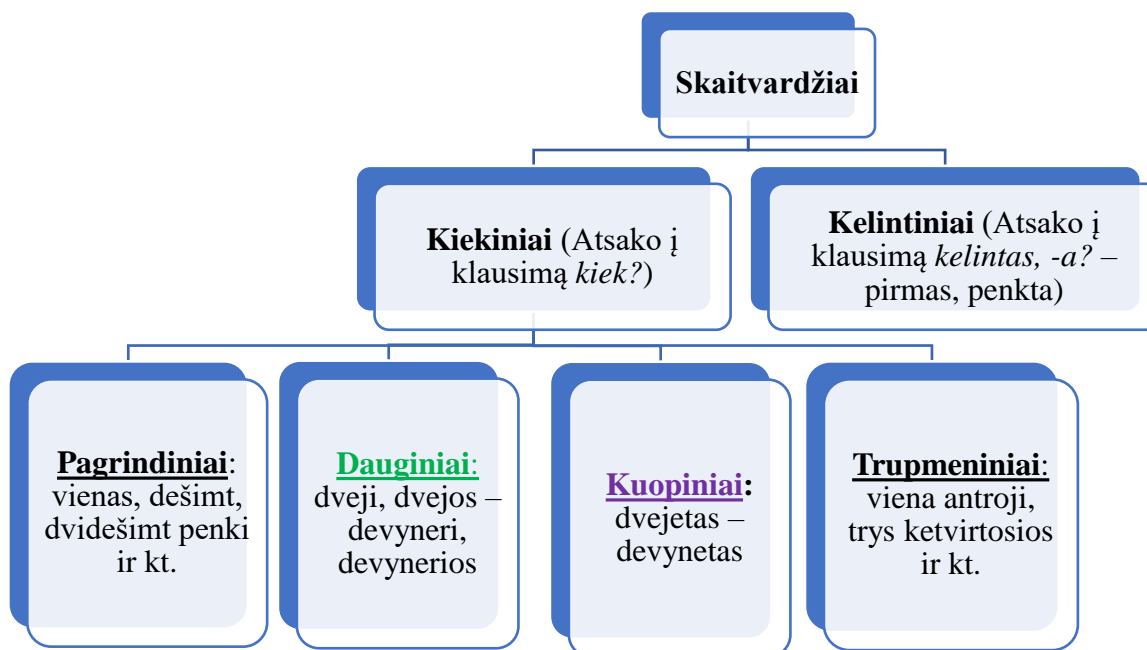 Skaitvardžiai
Kiekiniai (Atsako į
klausimą kiek?)
Kelintiniai (Atsako į
klausimą kelintas, -a? –
pirmas, penkta)
Pagrindiniai:
vienas, dešimt,
dvidešimt penki
ir kt.
Dauginiai:
dveji, dvejos –
devyneri,
devynerios
Kuopiniai:
dvejetas –
devynetas
Trupmeniniai:
viena antroji,
trys ketvirtosios
ir kt.